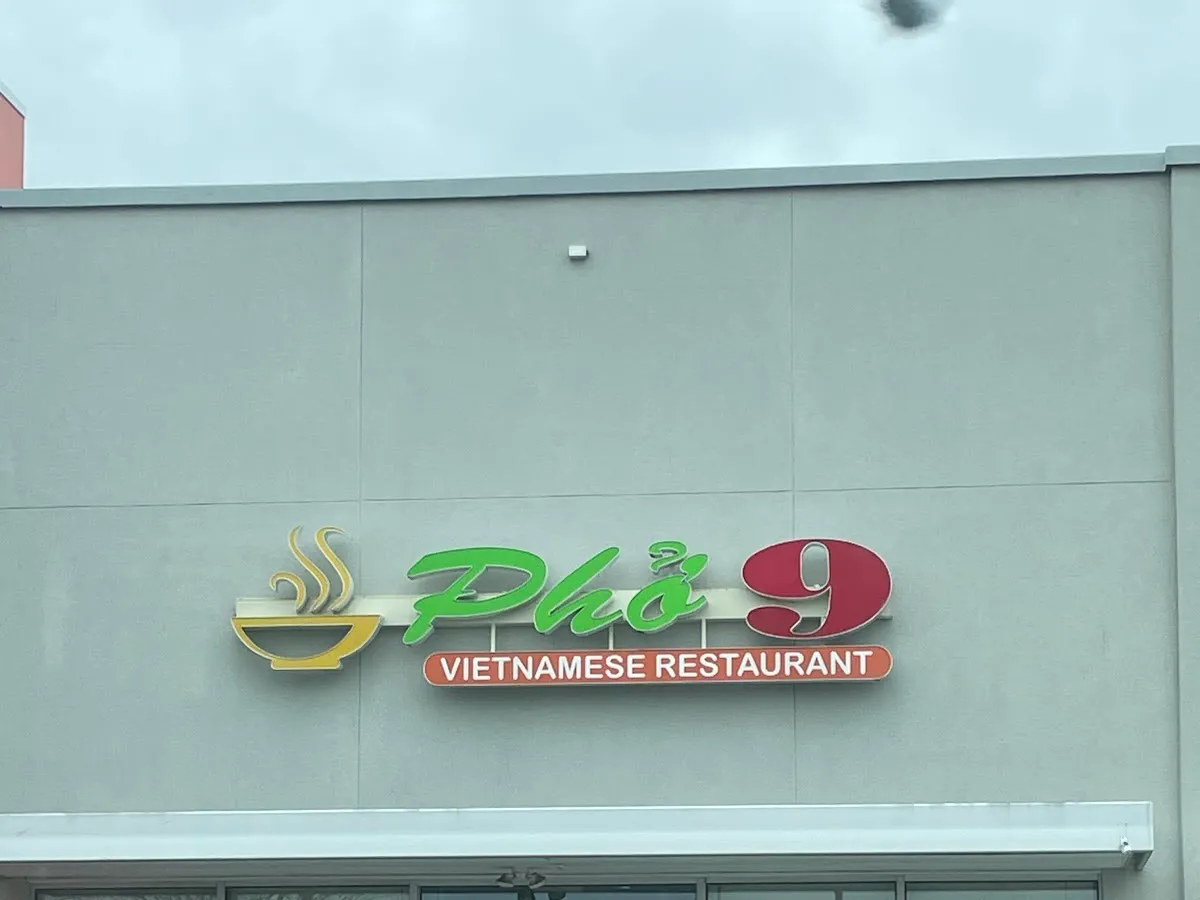 Phở 9
VIETNAMESE RESTAURANT